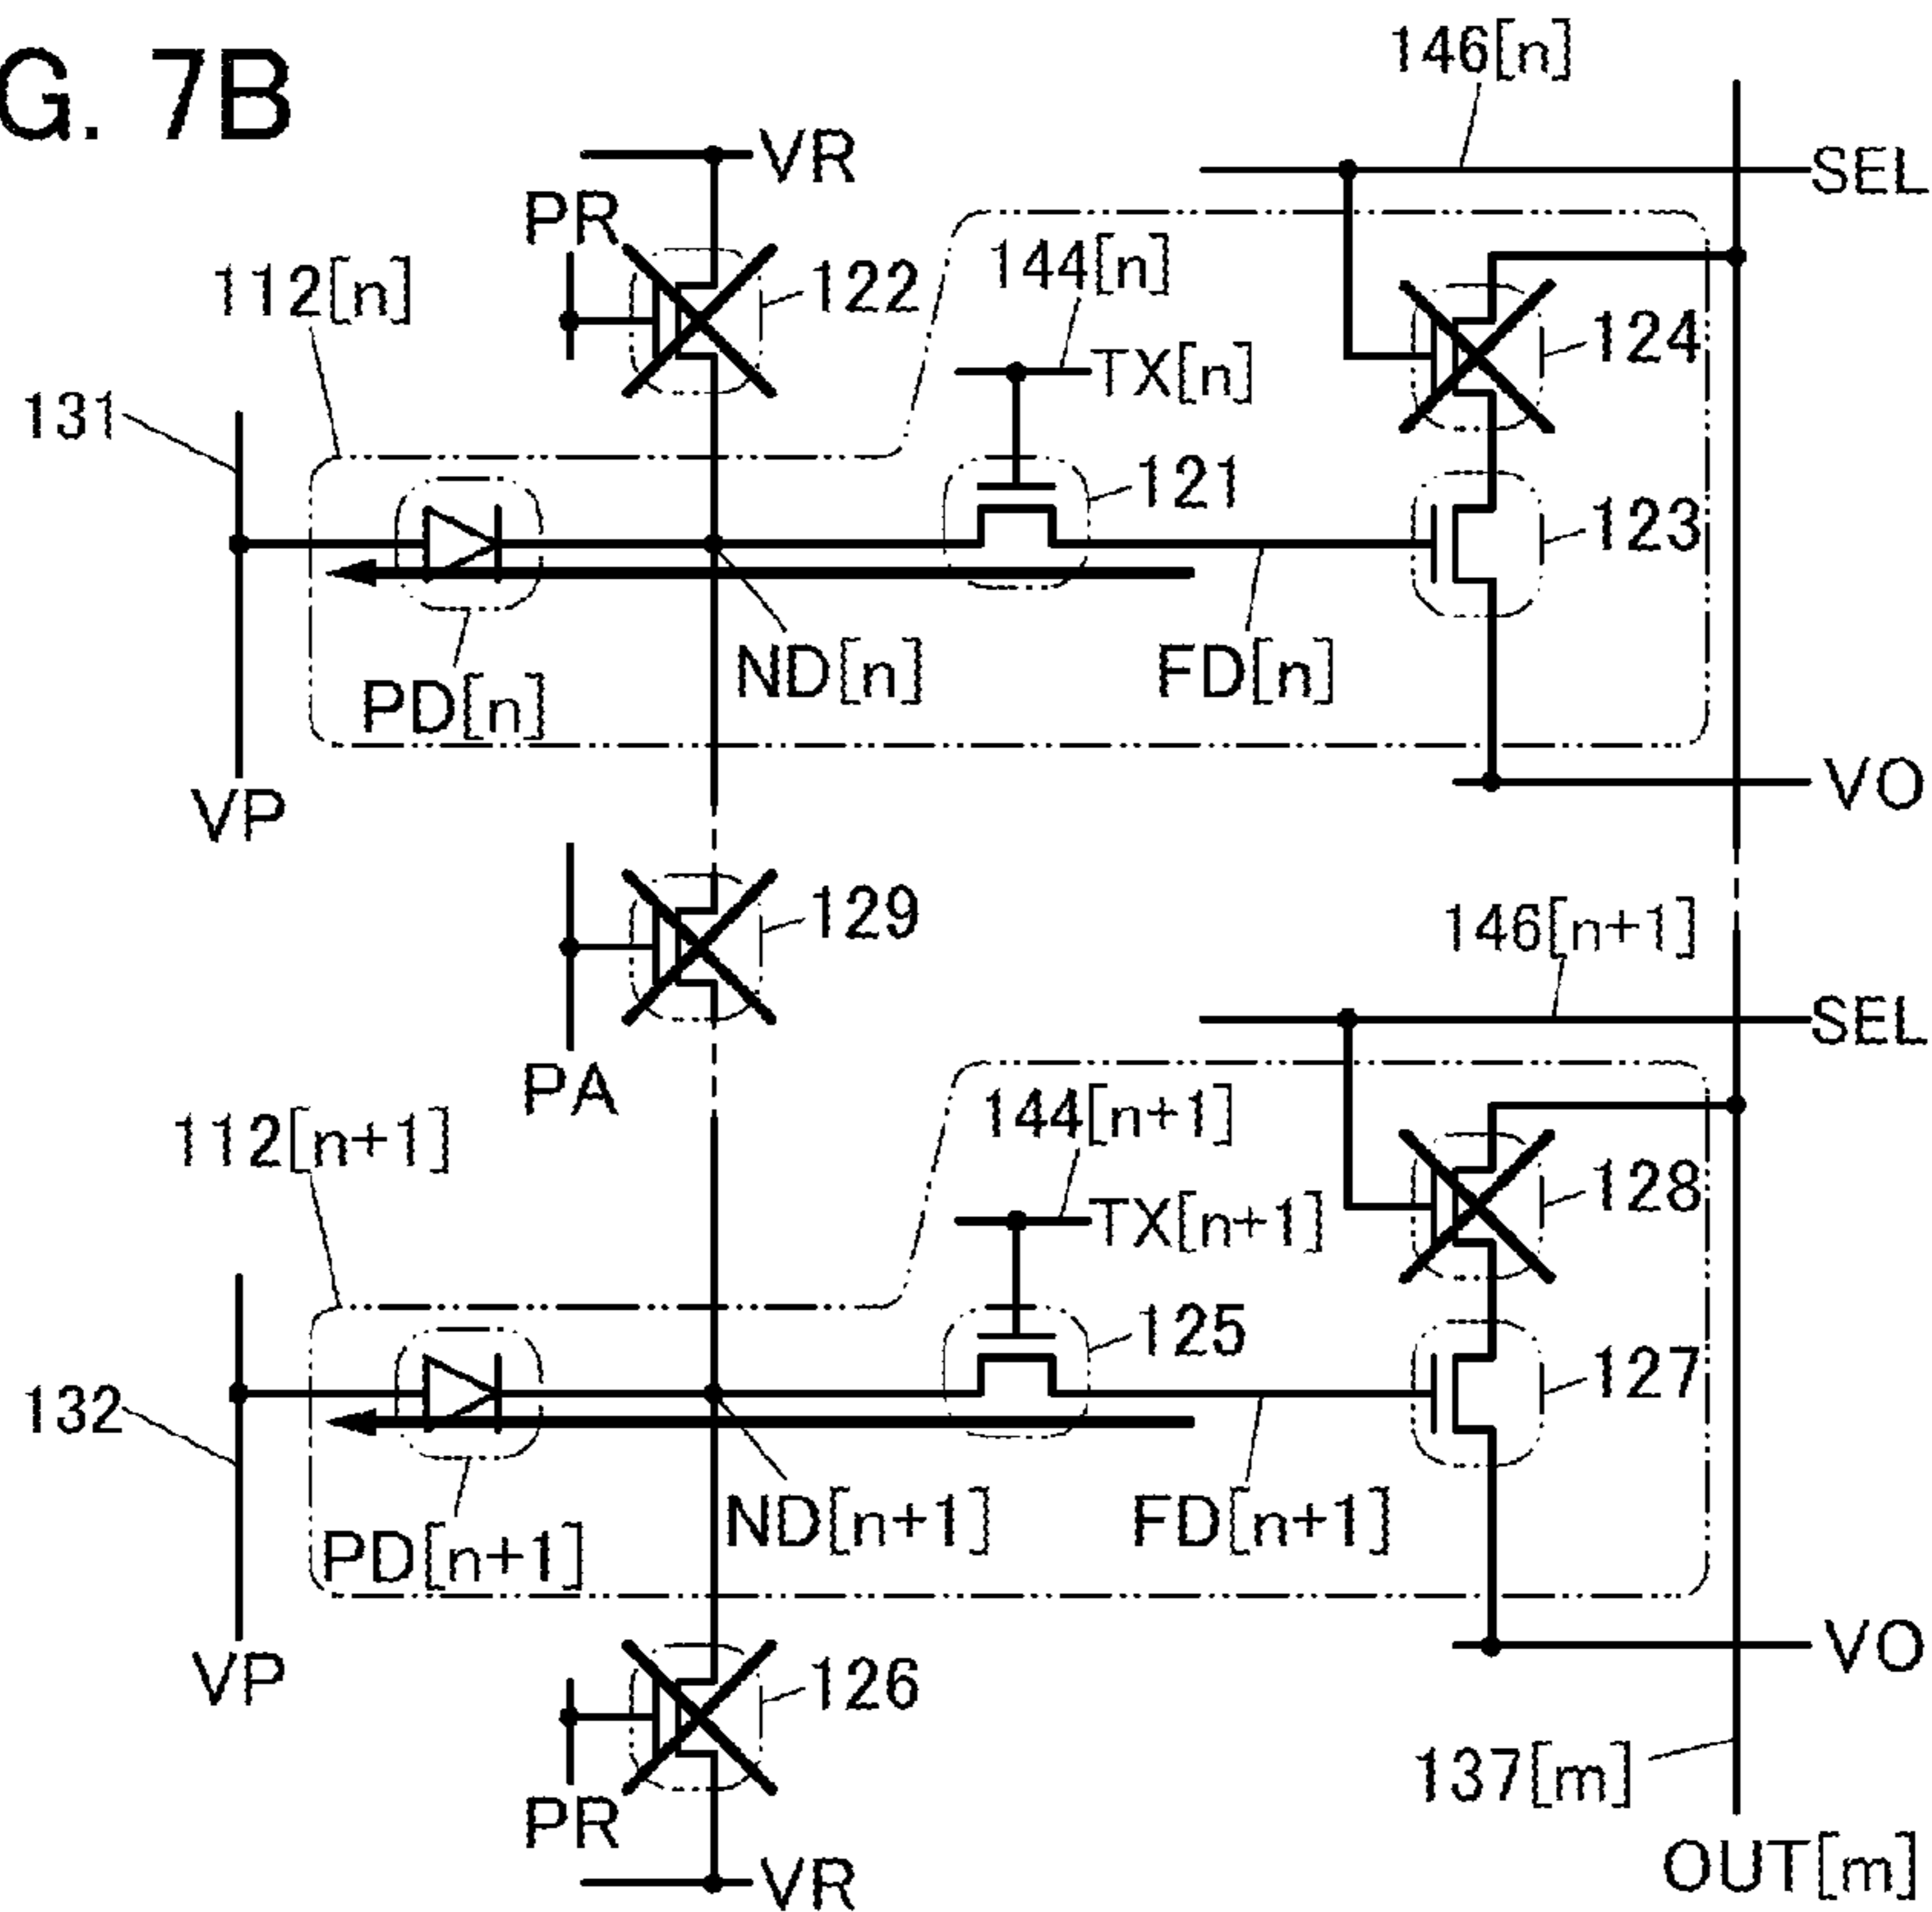 G. 7B
146[n]
VR
SEL
PR
112[n]
122
144[n]
124
TX[n]
131
121
123
ND[n]
FD[n]
PD[n]
VP
VO
129
146[n+1]
SEL
PA
112[n+1]
144[n+1]
128
TX[n+1]
125
127
132
ND[n+1]
FD[n+1]
PD[n+1]
VP
VO
126
137[m]
PR
VR
OUT[m]